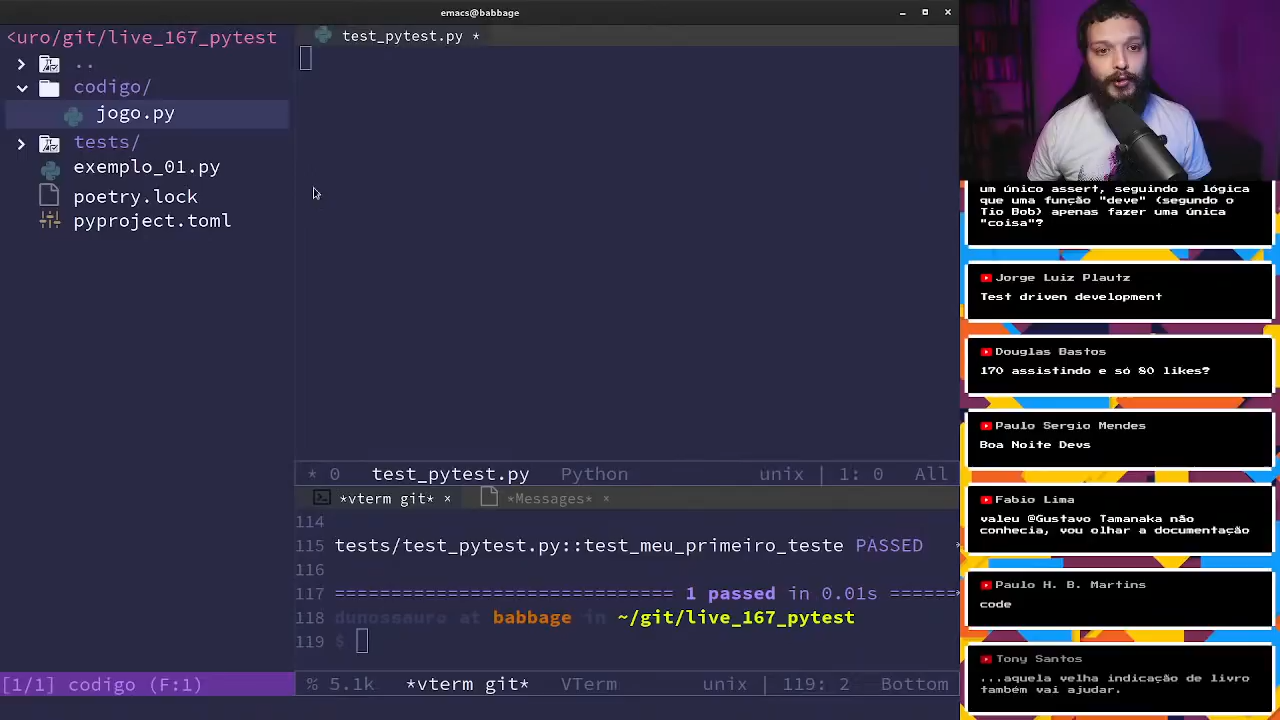 emacs@babbage
<uro/git/live_167_pytest
..
codigo/
jogo.py
tests/
exemplo_01.py
poetry.lock
pyproject.toml
[1/1] codigo (F:1)
test_pytest.py
* 0 test_pytest.py Python unix | 1: 0 All
*vterm git* × *Messages* ×
114
115 tests/test_pytest.py::test_meu_primeiro_teste PASSED
116
117 ============================ 1 passed in 0.01s ======
118 dunossauro at babbage in ~/git/live_167_pytest
119 $
% 5.1k *vterm git* VTerm unix | 119: 2 Bottom
um único assert, seguindo a lógica
que uma função "deve" (segundo o
Tio Bob) apenas fazer uma única
"coisa"?
Jorge Luiz Plautz
Test driven development
Douglas Bastos
170 assistindo e só 80 likes?
Paulo Sergio Mendes
Boa Noite Devs
Fabio Lima
valeu @Gustavo Tamanaka não
conhecia, vou olhar a documentação
Paulo H. B. Martins
code
Tony Santos
...aquela velha indicação de livro
também vai ajudar.